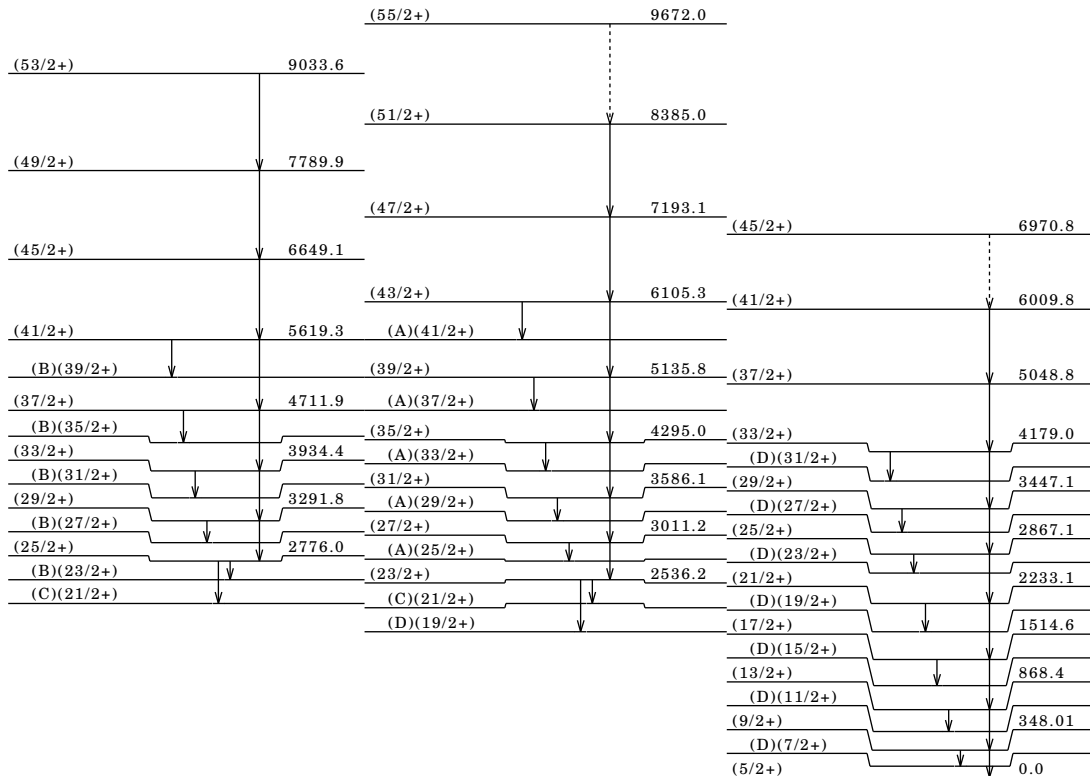 (53/2+) 9033.6
(49/2+) 7789.9
(45/2+) 6649.1
(41/2+) 5619.3
(B)(39/2+)
(37/2+) 4711.9
(B)(35/2+)
(33/2+) 3934.4
(B)(31/2+)
(29/2+) 3291.8
(B)(27/2+)
(25/2+) 2776.0
(B)(23/2+)
(C)(21/2+)
(55/2+) 9672.0
(51/2+) 8385.0
(47/2+) 7193.1
(43/2+) 6105.3
(A)(41/2+)
(39/2+) 5135.8
(A)(37/2+)
(35/2+) 4295.0
(A)(33/2+)
(31/2+) 3586.1
(A)(29/2+)
(27/2+) 3011.2
(A)(25/2+)
(23/2+) 2536.2
(C)(21/2+)
(D)(19/2+)
(45/2+) 6970.8
(41/2+) 6009.8
(37/2+) 5048.8
(33/2+) 4179.0
(D)(31/2+)
(29/2+) 3447.1
(D)(27/2+)
(25/2+) 2867.1
(D)(23/2+)
(21/2+) 2233.1
(D)(19/2+)
(17/2+) 1514.6
(D)(15/2+)
(13/2+) 868.4
(D)(11/2+)
(9/2+) 348.01
(D)(7/2+)
(5/2+) 0.0